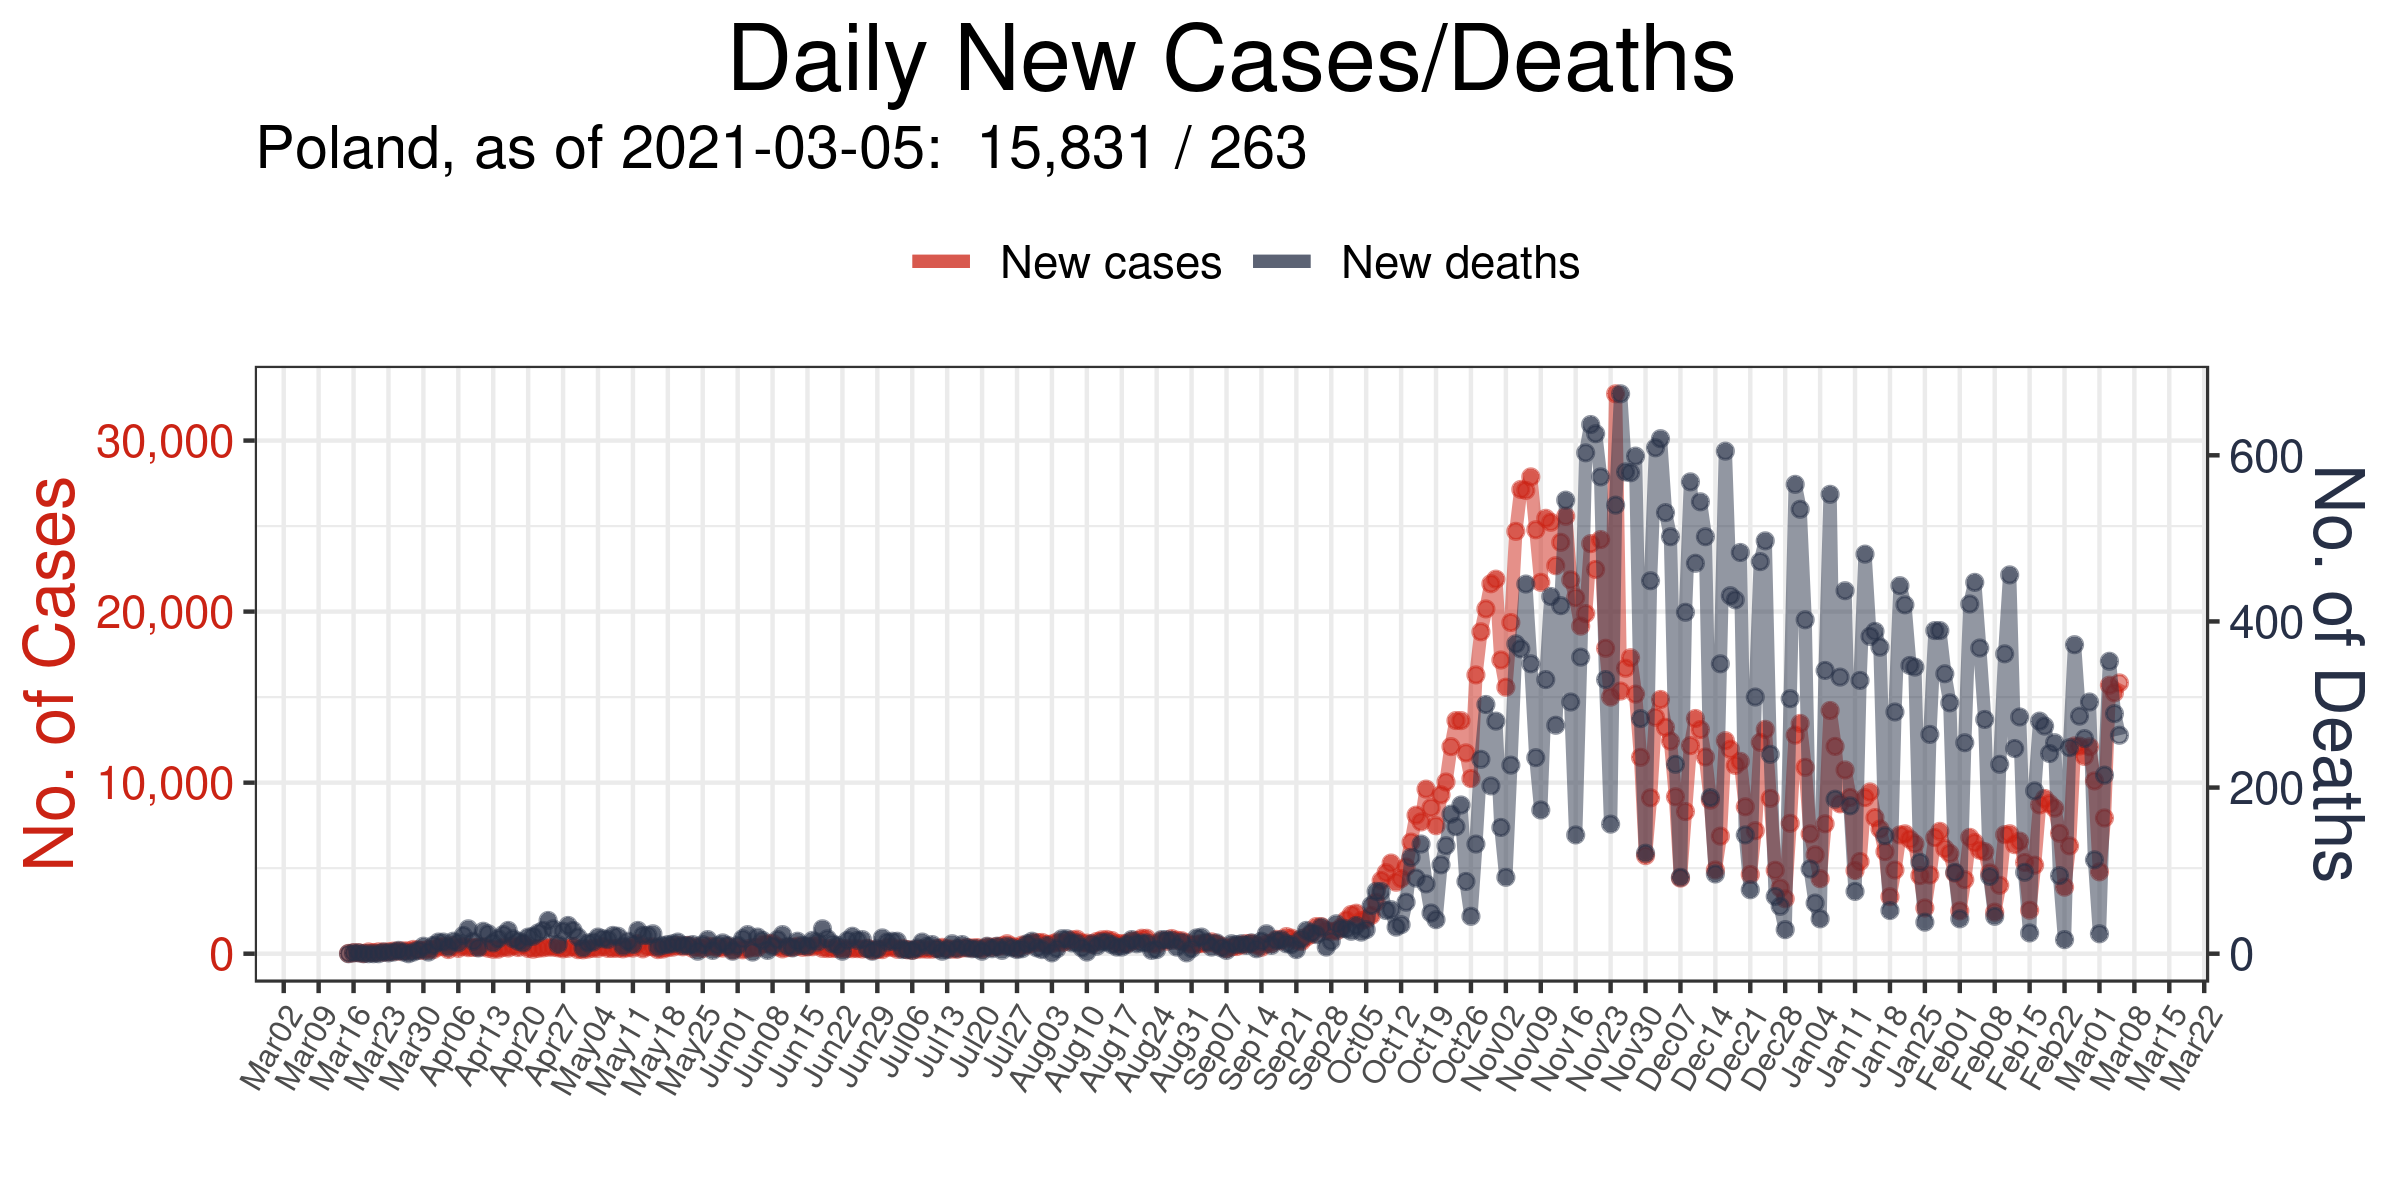 Daily New Cases/Deaths
Poland, as of 2021-03-05:  15,831 / 263
New cases
New deaths
No. of Cases
30,000
20,000
10,000
0
600
400
200
0
No. of Deaths
Mar02
Mar09
Mar16
Mar23
Mar30
Apr06
Apr13
Apr20
Apr27
May04
May11
May18
May25
Jun01
Jun08
Jun15
Jun22
Jun29
Jul06
Jul13
Jul20
Jul27
Aug03
Aug10
Aug17
Aug24
Aug31
Sep07
Sep14
Sep21
Sep28
Oct05
Oct12
Oct19
Oct26
Nov02
Nov09
Nov16
Nov23
Nov30
Dec07
Dec14
Dec21
Dec28
Dec04
Jan11
Jan18
Jan25
Feb01
Feb08
Feb15
Feb22
Mar01
Mar08
Mar15
Mar22